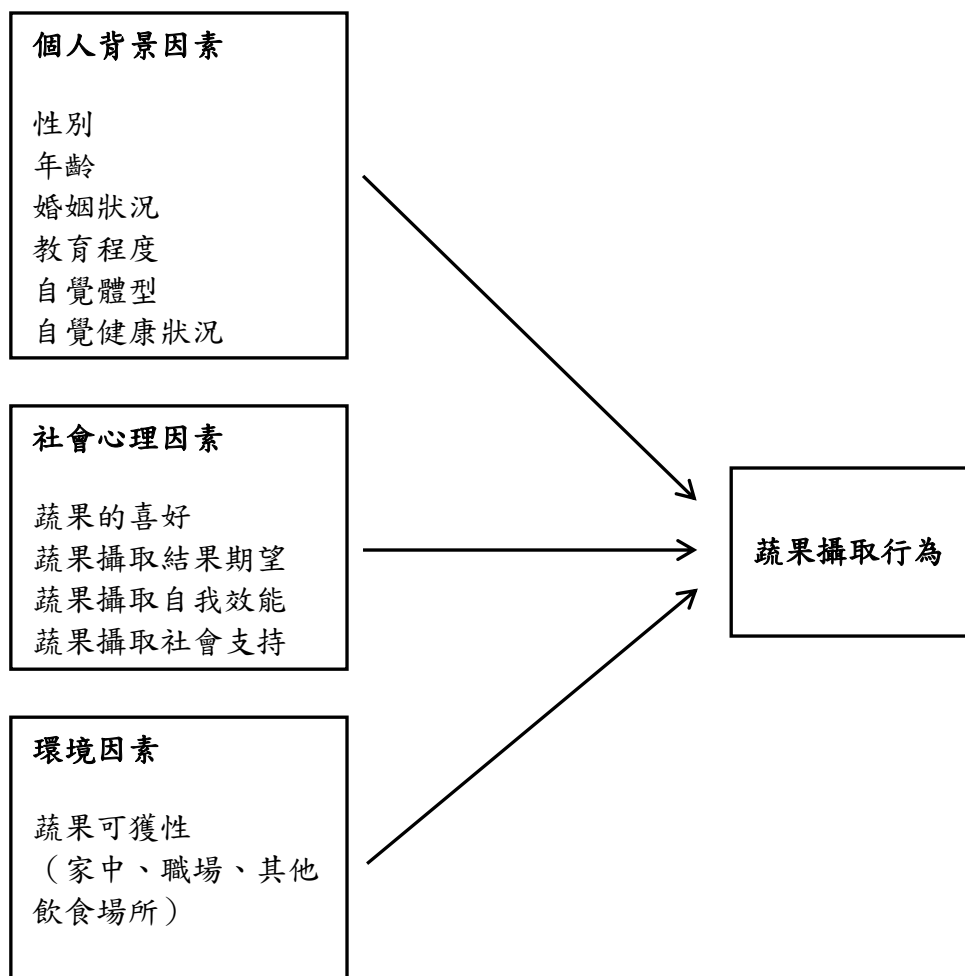 個人背景因素
性別
年齡
婚姻狀況
教育程度
自覺體型
自覺健康狀況
社會心理因素
蔬果的喜好
蔬果攝取結果期望
蔬果攝取自我效能
蔬果攝取社會支持
環境因素
蔬果可獲性
（家中、職場、其他
飲食場所）
蔬果攝取行為